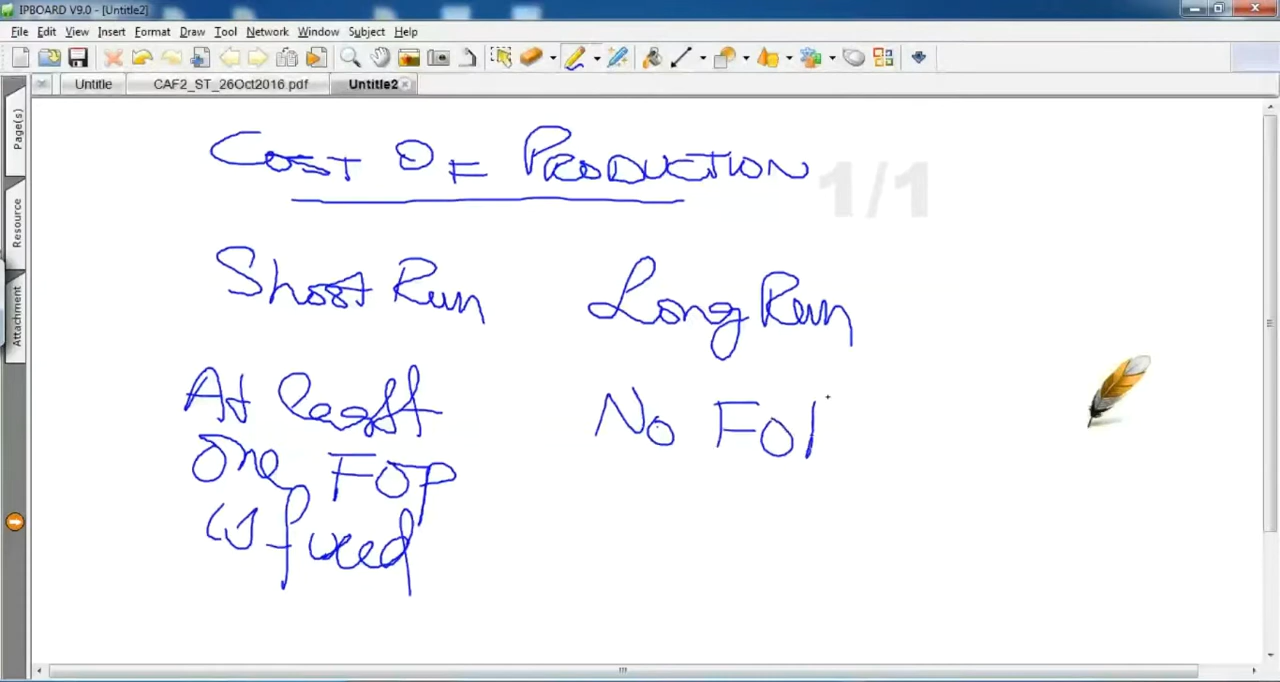 IPBOARD V9.0 - [Untitle2]
File Edit View Insert Format Draw Tool Network Window Subject Help
Untitle CAF2_ST_26Oct2016.pdf Untitle2
Page(s)
Resource
Attachment
COST OF PRODUCTION
1/1
Short Run Long Run
At least No FOI
one FOP
is fixed